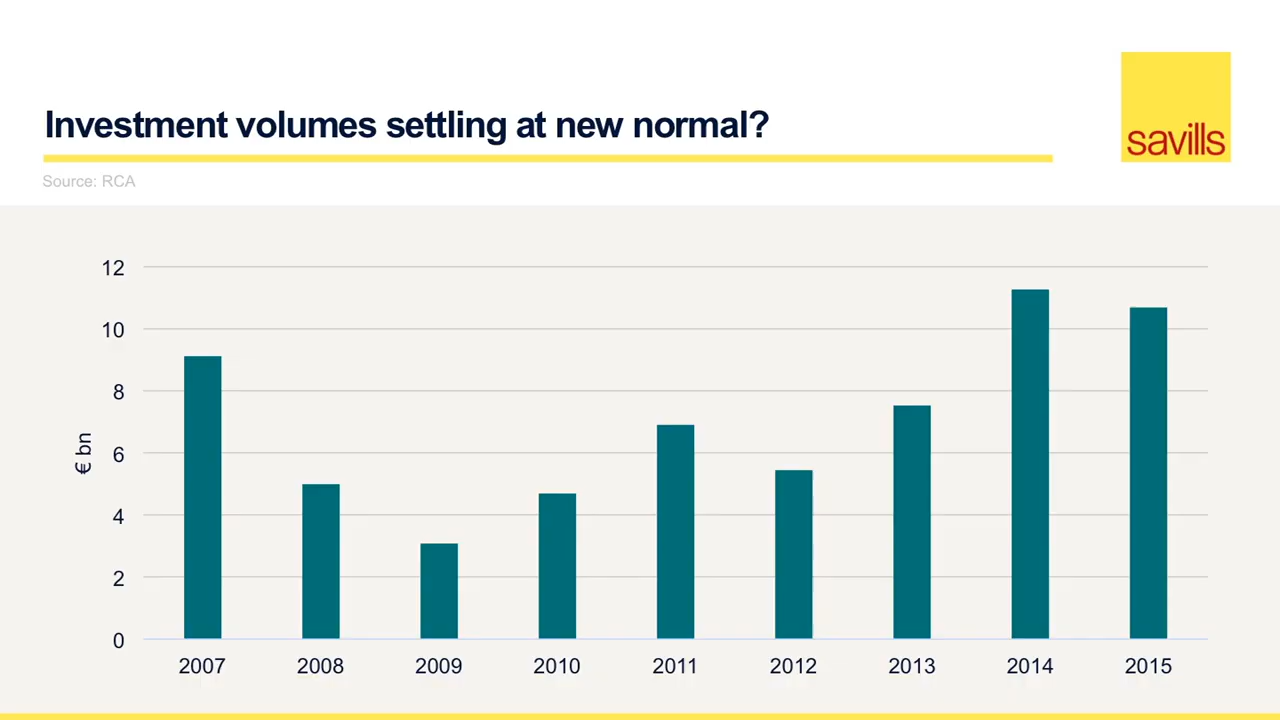 Investment volumes settling at new normal?
savills
Source: RCA
12
10
8
6
4
2
0
€ bn
2007 2008 2009 2010 2011 2012 2013 2014 2015